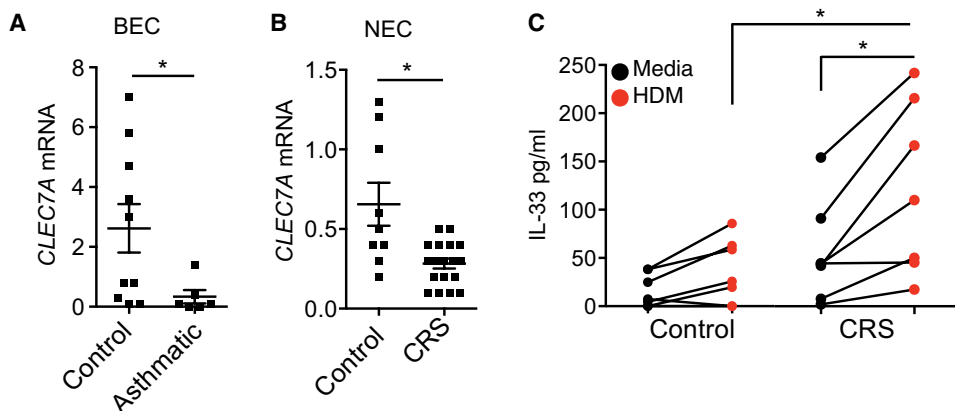 A
BEC
*
CLEC7A mRNA
8
6
4
2
0
Control
Asthmatic
B
NEC
*
CLEC7A mRNA
1.5
1.0
0.5
0.0
Control
CRS
C
*
*
Media
HDM
IL-33 pg/ml
250
200
150
100
50
0
Control
CRS